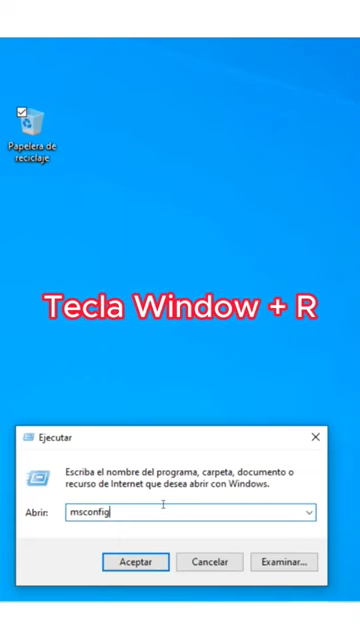 Papelera de
reciclaje
Tecla Window + R
Ejecutar
Escriba el nombre del programa, carpeta, documento o
recurso de Internet que desea abrir con Windows.
Abrir:
msconfig
Aceptar
Cancelar
Examinar...